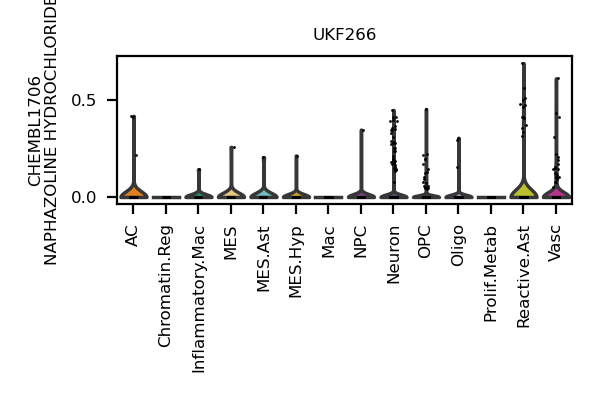 UKF266
CHEMBL1706
NAPHAZOLINE HYDROCHLORIDE
0.5
0.0
AC
Chromatin.Reg
Inflammatory.Mac
MES
MES.Ast
MES.Hyp
Mac
NPC
Neuron
OPC
Oligo
Prolif.Metab
Reactive.Ast
Vasc